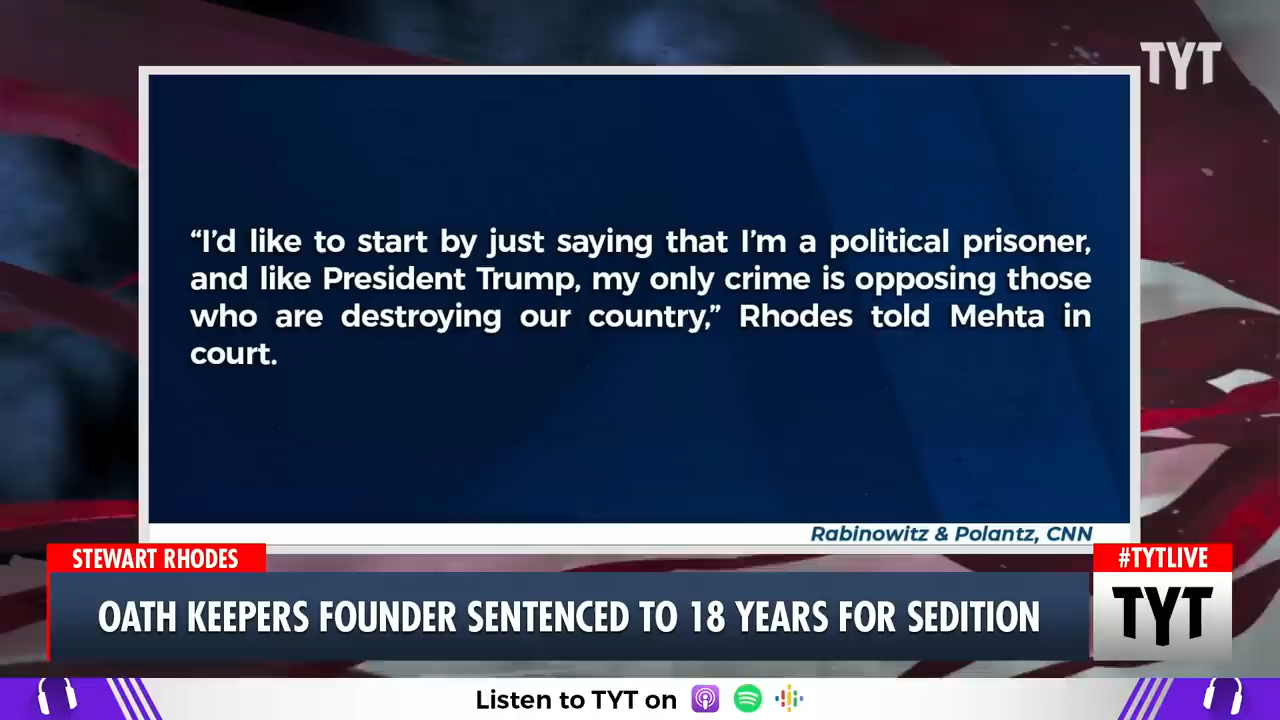 TYT
“I’d like to start by just saying that I’m a political prisoner,
and like President Trump, my only crime is opposing those
who are destroying our country,” Rhodes told Mehta in
court.
Rabinowitz & Polantz, CNN
STEWART RHODES
#TYTLIVE
OATH KEEPERS FOUNDER SENTENCED TO 18 YEARS FOR SEDITION
TYT
Listen to TYT on